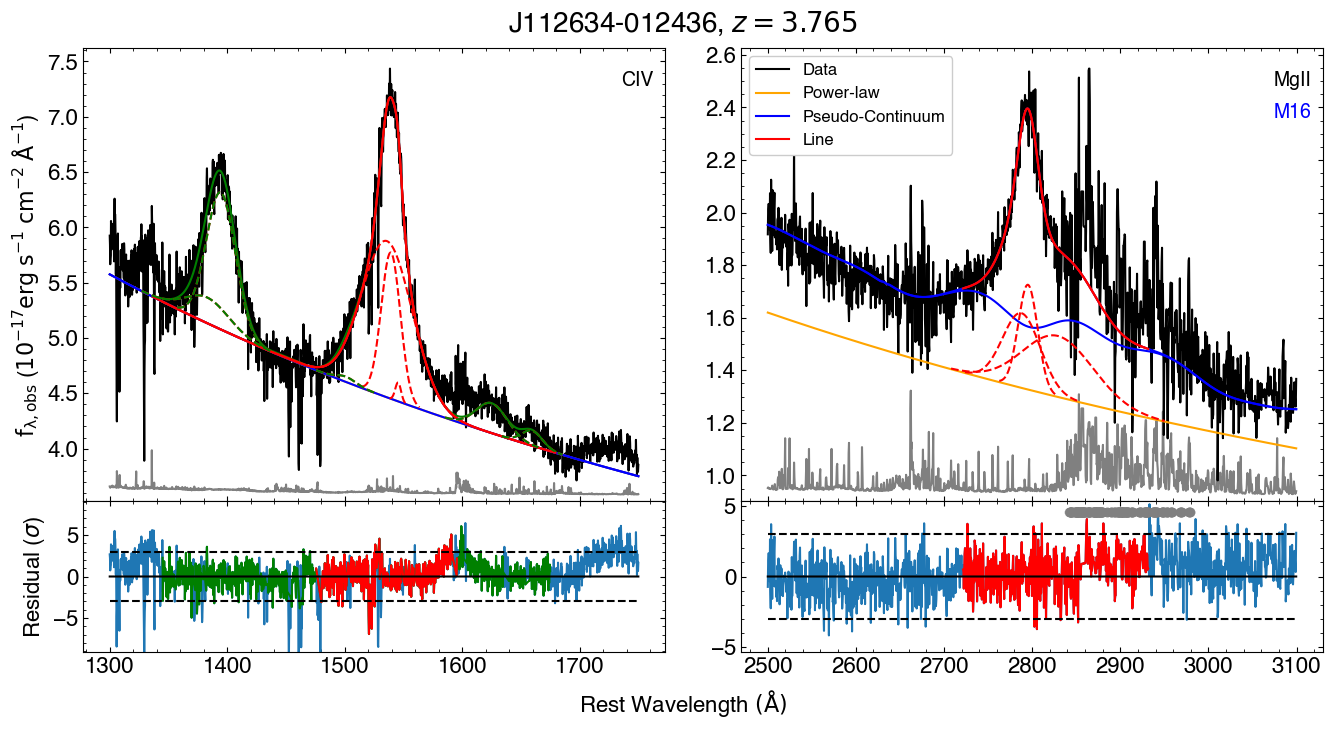 J112634-012436, z = 3.765
CIV
f_λ,obs (10⁻¹⁷erg s⁻¹ cm⁻² Å⁻¹)
7.5
7.0
6.5
6.0
5.5
5.0
4.5
4.0
Residual (σ)
5
0
−5
1300 1400 1500 1600 1700
Data
Power-law
Pseudo-Continuum
Line
MgII
M16
2.6
2.4
2.2
2.0
1.8
1.6
1.4
1.2
1.0
5
0
−5
2500 2600 2700 2800 2900 3000 3100
Rest Wavelength (Å)